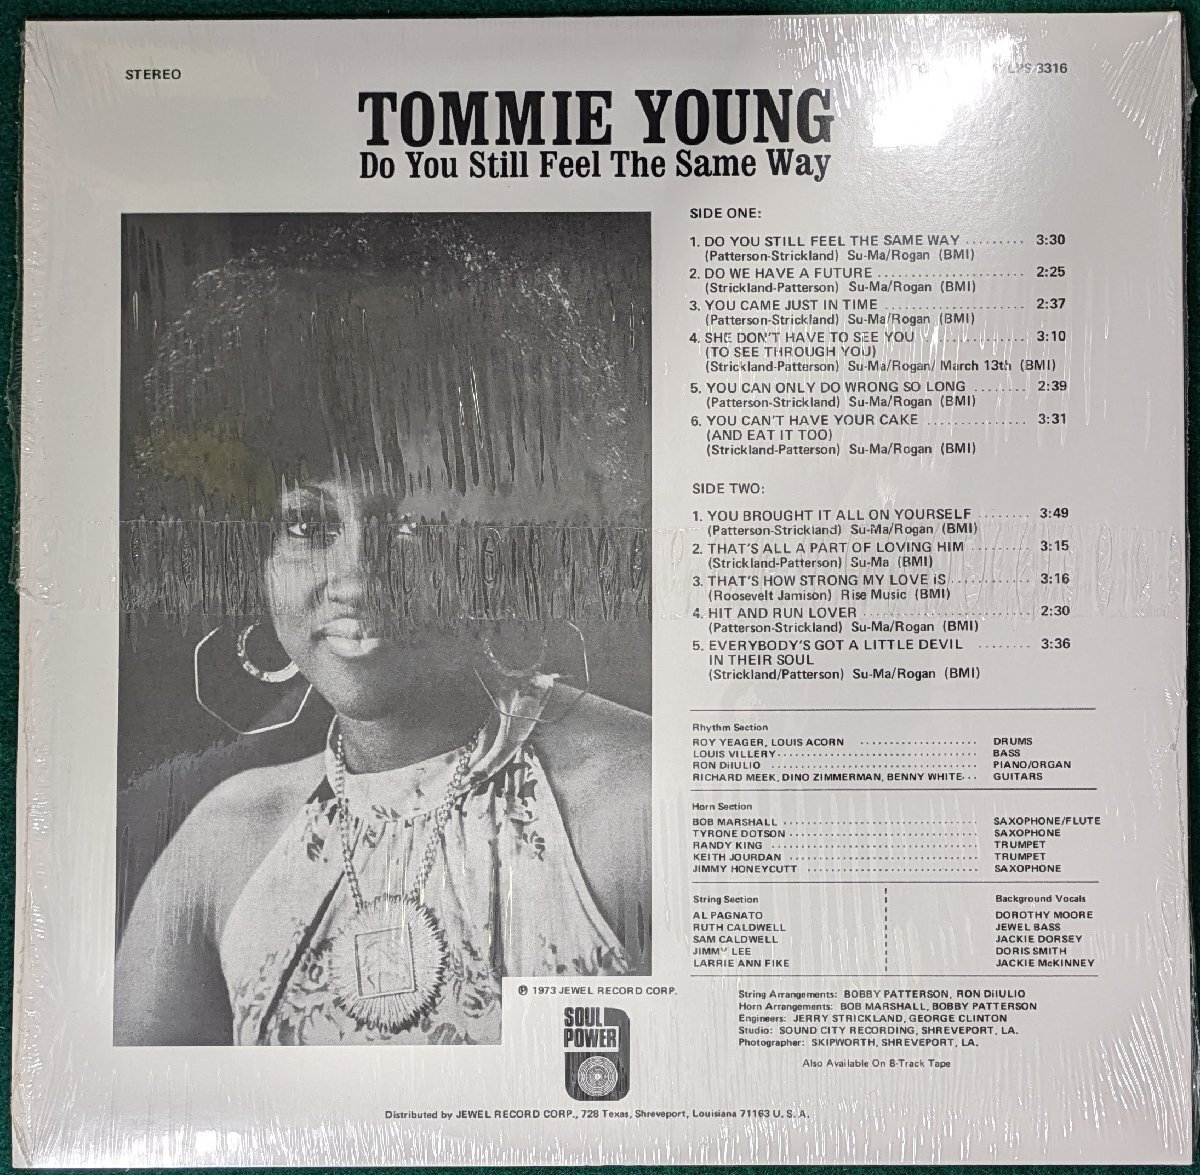 STEREO
LPS 3316
TOMMIE YOUNG
Do You Still Feel The Same Way
SIDE ONE:
1. DO YOU STILL FEEL THE SAME WAY ......... 3:30
(Patterson-Strickland) Su-Ma/Rogan (BMI)
2. DO WE HAVE A FUTURE ...................... 2:25
(Strickland-Patterson) Su-Ma/Rogan (BMI)
3. YOU CAME JUST IN TIME ..................... 2:37
(Patterson-Strickland) Su-Ma/Rogan (BMI)
4. SHE DON'T HAVE TO SEE YOU ................ 3:10
(TO SEE THROUGH YOU)
(Strickland-Patterson) Su-Ma/Rogan/ March 13th (BMI)
5. YOU CAN ONLY DO WRONG SO LONG ........ 2:39
(Patterson-Strickland) Su-Ma/Rogan (BMI)
6. YOU CAN'T HAVE YOUR CAKE ............... 3:31
(AND EAT IT TOO)
(Strickland-Patterson) Su-Ma/Rogan (BMI)
SIDE TWO:
1. YOU BROUGHT IT ALL ON YOURSELF ........ 3:49
(Patterson-Strickland) Su-Ma/Rogan (BMI)
2. THAT'S ALL A PART OF LOVING HIM ......... 3:15
(Strickland-Patterson) Su-Ma (BMI)
3. THAT'S HOW STRONG MY LOVE IS ............ 3:16
(Roosevelt Jamison) Rise Music (BMI)
4. HIT AND RUN LOVER ......................... 2:30
(Patterson-Strickland) Su-Ma/Rogan (BMI)
5. EVERYBODY'S GOT A LITTLE DEVIL ........ 3:36
IN THEIR SOUL
(Strickland/Patterson) Su-Ma/Rogan (BMI)
Rhythm Section
ROY YEAGER, LOUIS ACORN ................... DRUMS
LOUIS VILLERY ................................ BASS
RON DiIULIO ................................. PIANO/ORGAN
RICHARD MEEK, DINO ZIMMERMAN, BENNY WHITE... GUITARS
Horn Section
BOB MARSHALL ............................... SAXOPHONE/FLUTE
TYRONE DOTSON .............................. SAXOPHONE
RANDY KING ................................. TRUMPET
KEITH JOURDAN .............................. TRUMPET
JIMMY HONEYCUTT ........................... SAXOPHONE
String Section
AL PAGNATO
RUTH CALDWELL
SAM CALDWELL
JIMMY LEE
LARRIE ANN FIKE
Background Vocals
DOROTHY MOORE
JEWEL BASS
JACKIE DORSEY
DORIS SMITH
JACKIE McKINNEY
℗ 1973 JEWEL RECORD CORP.
SOUL
POWER
String Arrangements: BOBBY PATTERSON, RON DiIULIO
Horn Arrangements: BOB MARSHALL, BOBBY PATTERSON
Engineers: JERRY STRICKLAND, GEORGE CLINTON
Studio: SOUND CITY RECORDING, SHREVEPORT, LA.
Photographer: SKIPWORTH, SHREVEPORT, LA.
Also Available On 8-Track Tape
Distributed by JEWEL RECORD CORP., 728 Texas, Shreveport, Louisiana 71163 U. S. A.